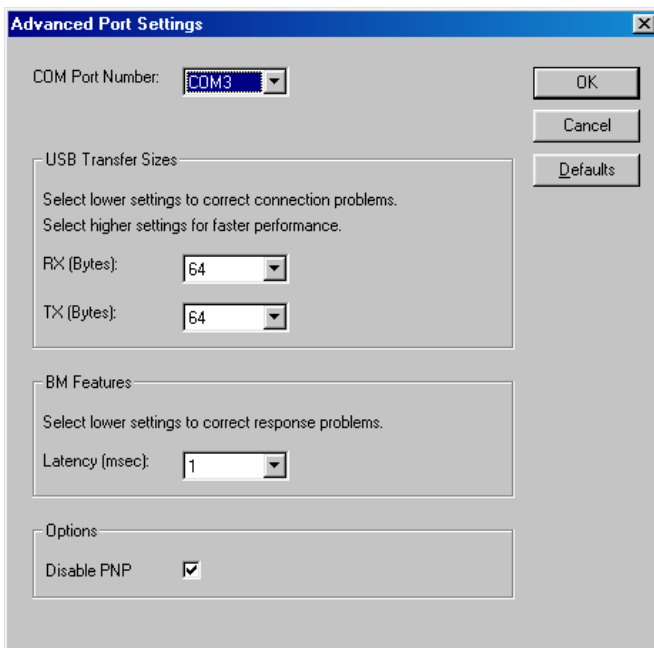 Advanced Port Settings
COM Port Number: COM3
OK
Cancel
Defaults
USB Transfer Sizes
Select lower settings to correct connection problems.
Select higher settings for faster performance.
RX (Bytes): 64
TX (Bytes): 64
BM Features
Select lower settings to correct response problems.
Latency (msec): 1
Options
Disable PNP